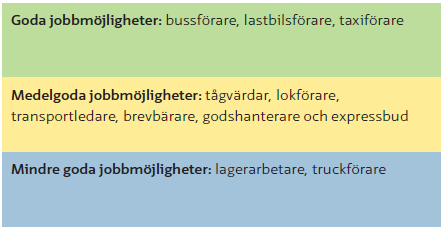 Goda jobbmöjligheter: bussförare, lastbilsförare, taxiförare
Medelgoda jobbmöjligheter: tågvärdar, lokförare,
transportledare, brevbärare, godshanterare och expressbud
Mindre goda jobbmöjligheter: lagerarbetare, truckförare